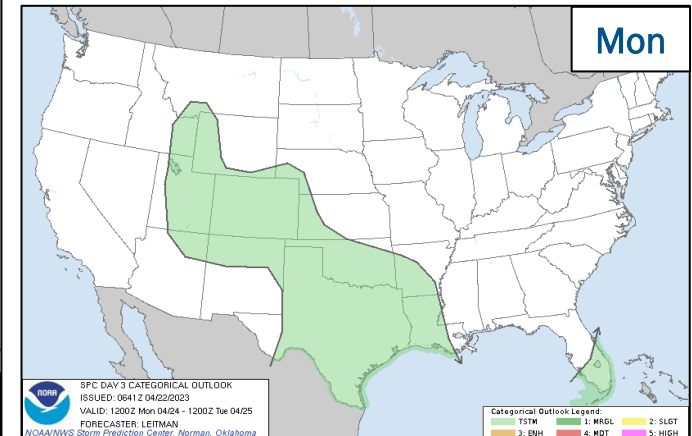 Mon
SPC DAY 3 CATEGORICAL OUTLOOK
ISSUED: 0641Z 04/22/2023
VALID: 1200Z Mon 04/24 - 1200Z Tue 04/25
FORECASTER: LEITMAN
NOAA/NWS Storm Prediction Center, Norman, Oklahoma
NOAA
Categorical Outlook Legend:
TSTM 1: MRGL 2: SLGT
3: ENH 4: MDT 5: HIGH